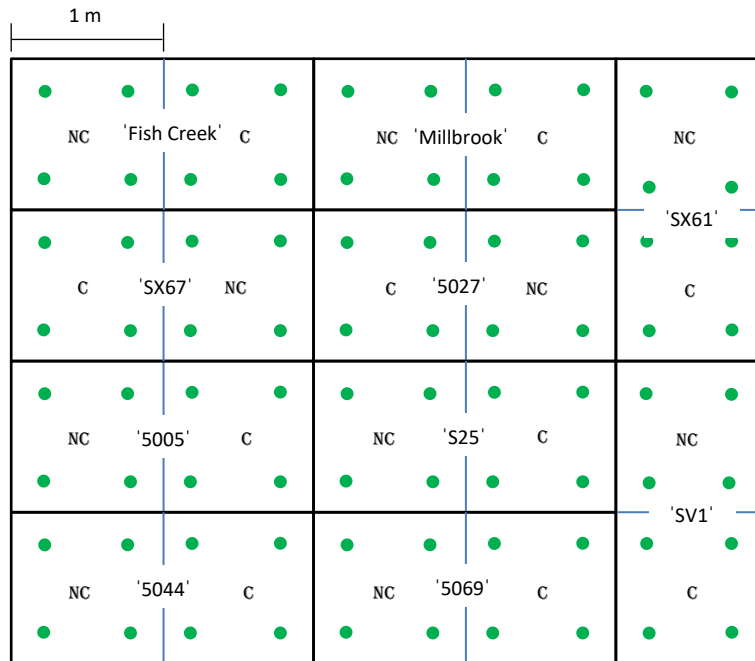 1 m
NC 'Fish Creek' C
NC 'Millbrook' C
NC
'SX61'
C 'SX67' NC
C '5027' NC
C
NC '5005' C
NC 'S25' C
NC
'SV1'
NC '5044' C
NC '5069' C
C